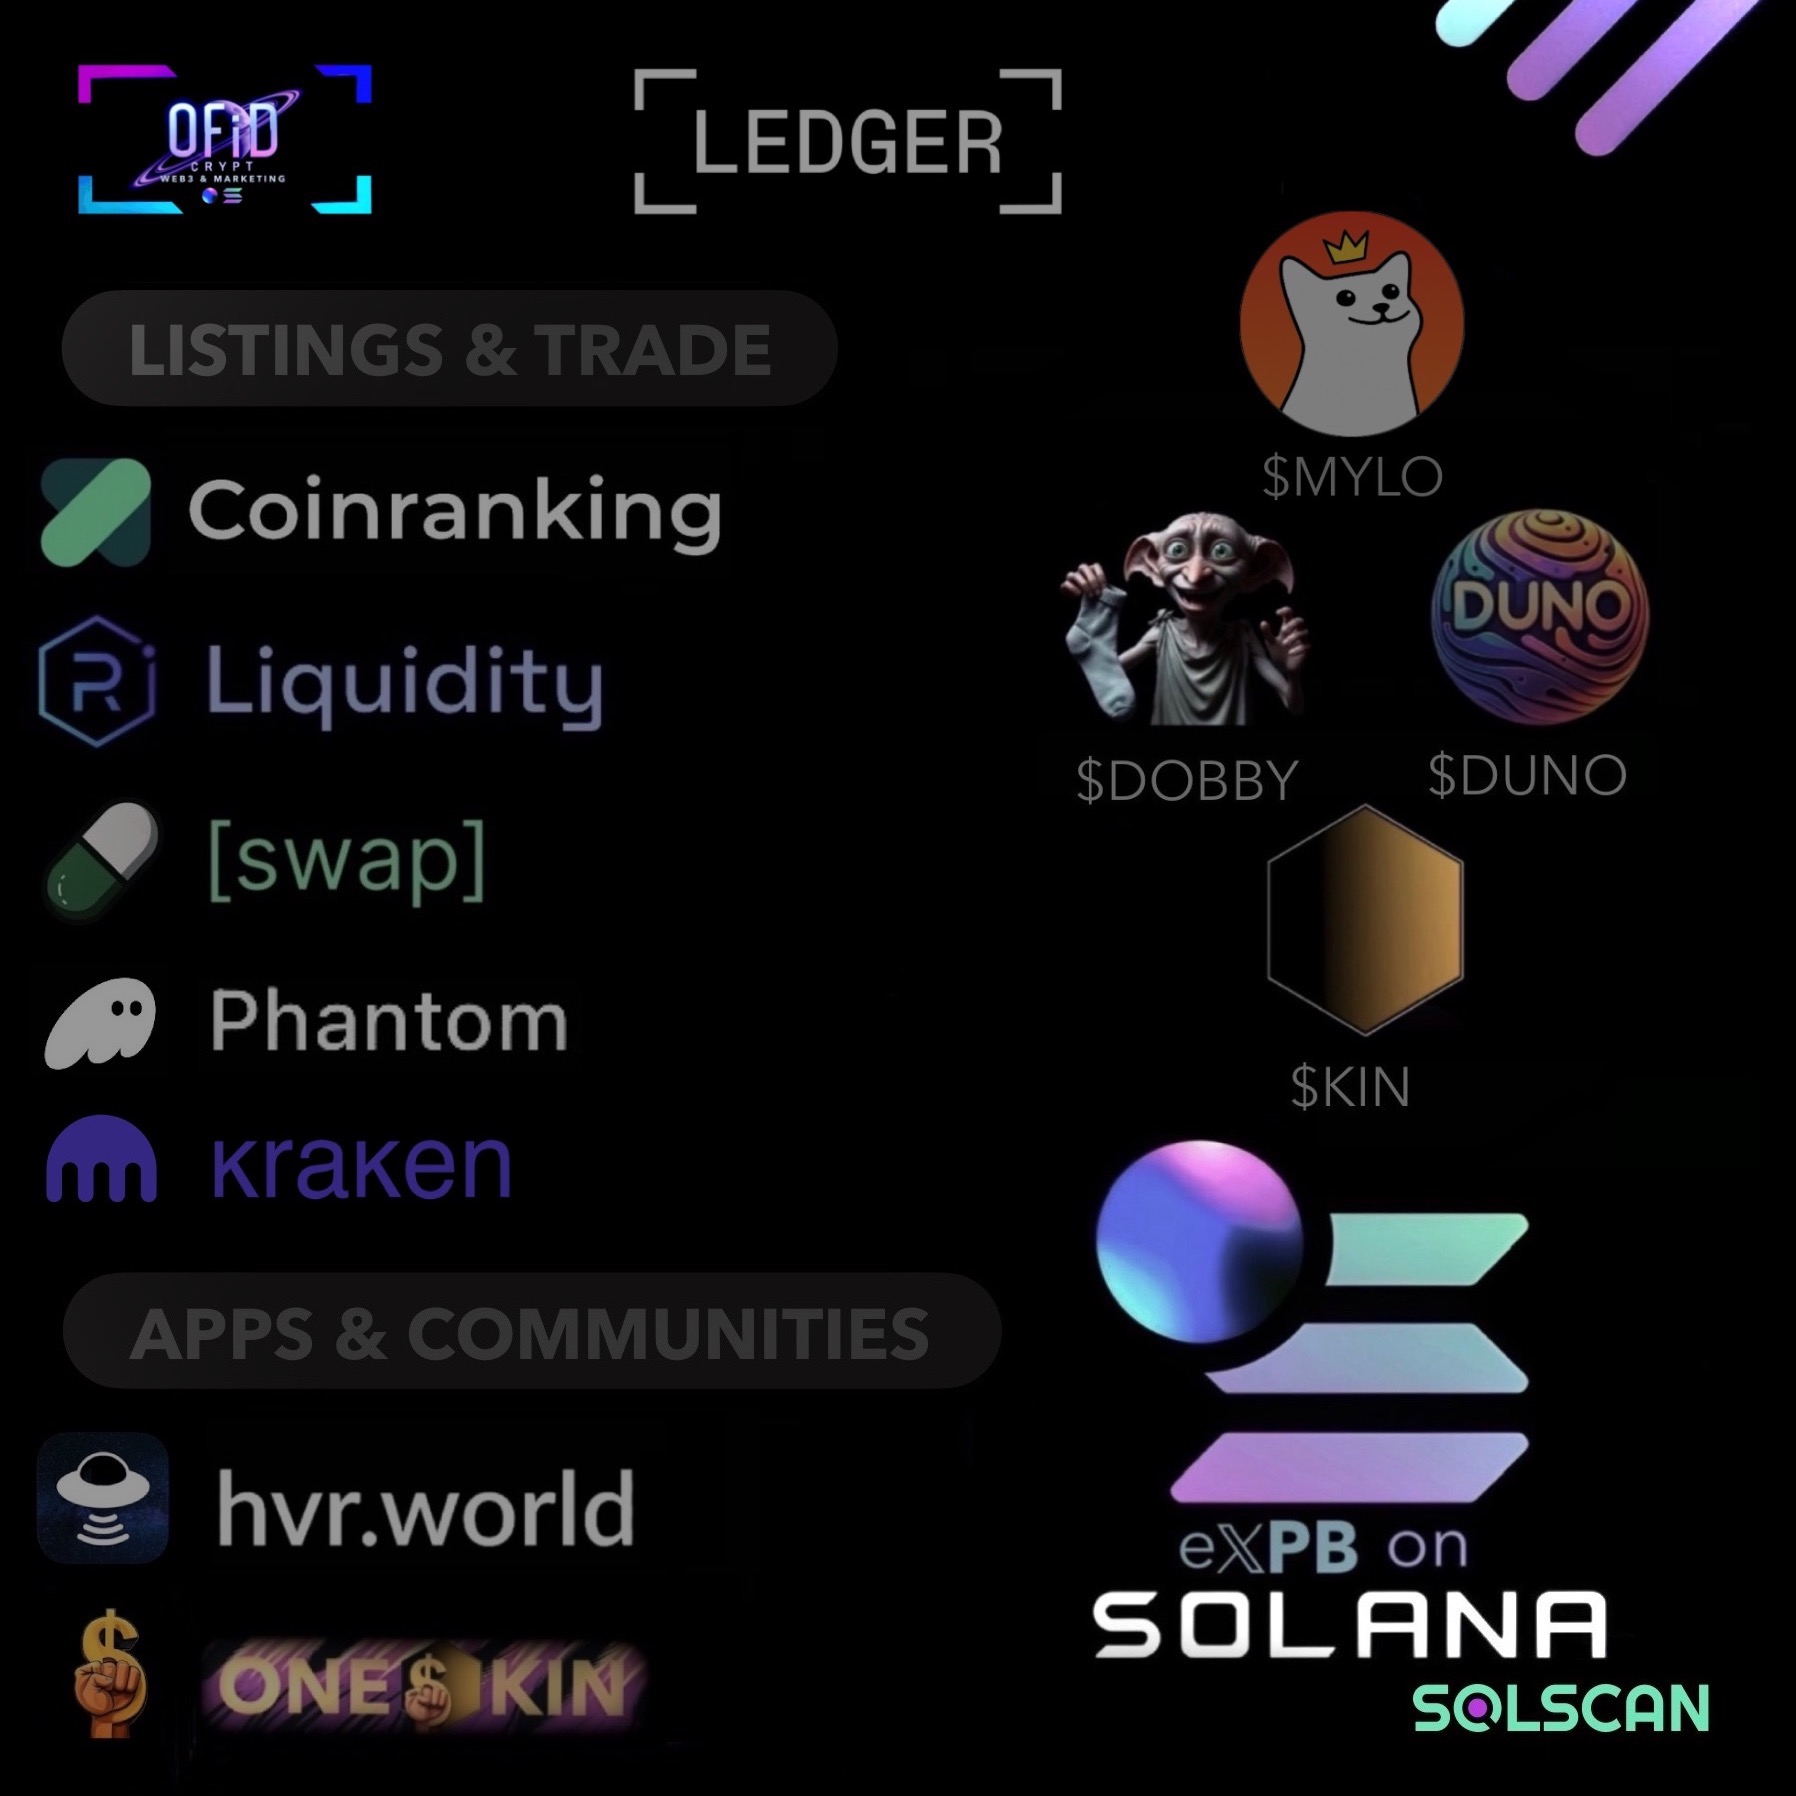 OFiD
CRYPT
WEB3 & MARKETING
LEDGER
LISTINGS & TRADE
Coinranking
Liquidity
[swap]
Phantom
kraken
APPS & COMMUNITIES
hvr.world
$
ONE $ KIN
$MYLO
DUNO
$DOBBY
$DUNO
$KIN
eXPB on
SOLANA
SOLSCAN